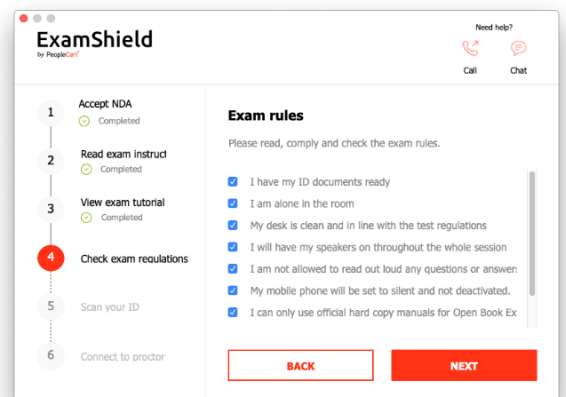 ExamShield
by PeopleCert
Need help?
Call
Chat
1
Accept NDA
Completed
2
Read exam instruct
Completed
3
View exam tutorial
Completed
4
Check exam regulations
5
Scan your ID
6
Connect to proctor
Exam rules
Please read, comply and check the exam rules.
I have my ID documents ready
I am alone in the room
My desk is clean and in line with the test regulations
I will have my speakers on throughout the whole session
I am not allowed to read out loud any questions or answer
My mobile phone will be set to silent and not deactivated.
I can only use official hard copy manuals for Open Book Ex
BACK
NEXT